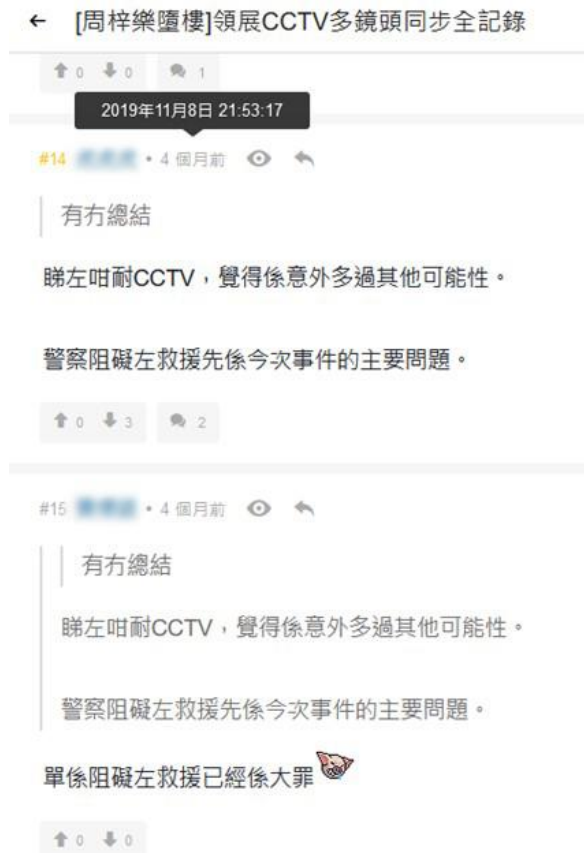 [周梓樂墮樓]領展CCTV多鏡頭同步全記錄
0 0 1
2019年11月8日 21:53:17
#14 • 4 個月前
有冇總結
睇左咁耐CCTV，覺得係意外多過其他可能性。
警察阻礙左救援先係今次事件的主要問題。
0 3 2
#15 • 4 個月前
有冇總結
睇左咁耐CCTV，覺得係意外多過其他可能性。
警察阻礙左救援先係今次事件的主要問題。
單係阻礙左救援已經係大罪
0 0